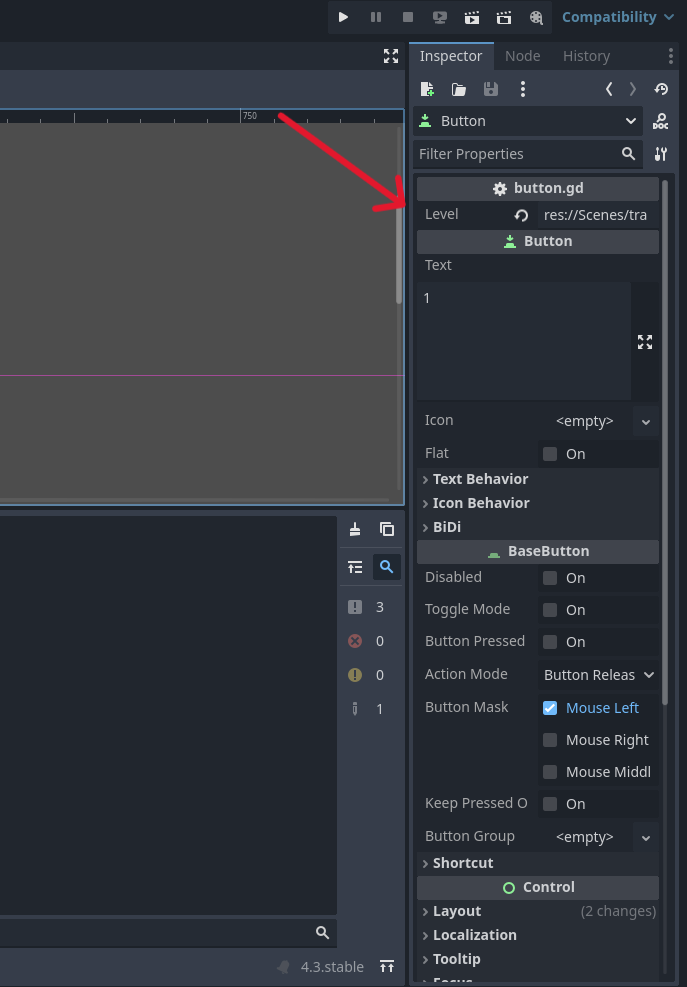 Compatibility
Inspector Node History
Button
DOC
Filter Properties
750
button.gd
Level res://Scenes/tra
Button
Text
1
Icon <empty>
Flat On
Text Behavior
Icon Behavior
BiDi
BaseButton
Disabled On
Toggle Mode On
Button Pressed On
Action Mode Button Releas
Button Mask Mouse Left
Mouse Right
Mouse Middl
Keep Pressed O On
Button Group <empty>
Shortcut
Control
Layout (2 changes)
Localization
Tooltip
Focus
3
0
0
1
4.3.stable